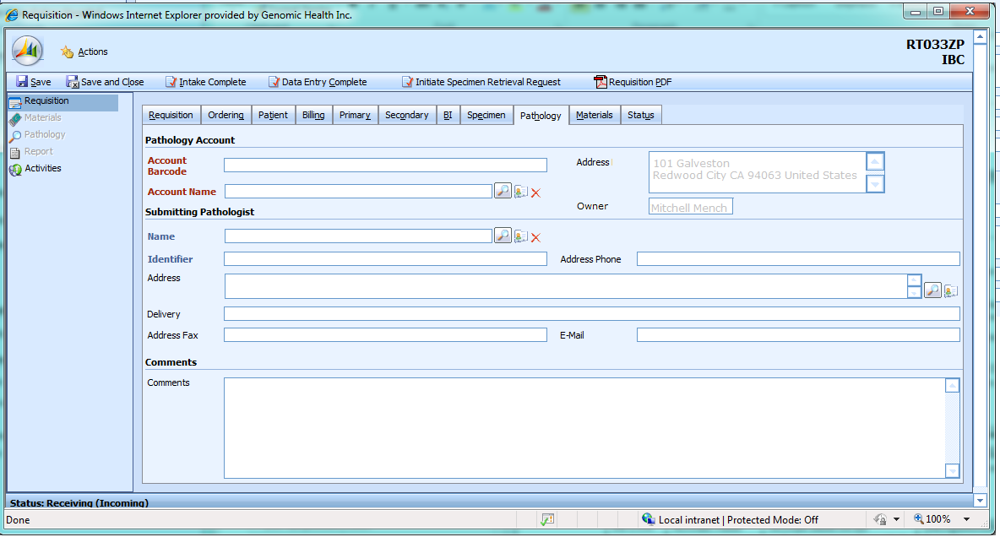 Requisition - Windows Internet Explorer provided by Genomic Health Inc.
Actions
RT033ZP
IBC
Save Save and Close Intake Complete Data Entry Complete Initiate Specimen Retrieval Request Requisition PDF
Requisition
Materials
Pathology
Report
Activities
Requisition Ordering Patient Billing Primary Secondary BI Specimen Pathology Materials Status
Pathology Account
Account Barcode
Address
101 Galveston
Redwood City CA 94063 United States
Account Name
Owner
Mitchell Mench
Submitting Pathologist
Name
Identifier
Address Phone
Address
Delivery
Address Fax
E-Mail
Comments
Comments
Status: Receiving (Incoming)
Done
Local intranet | Protected Mode: Off
100%